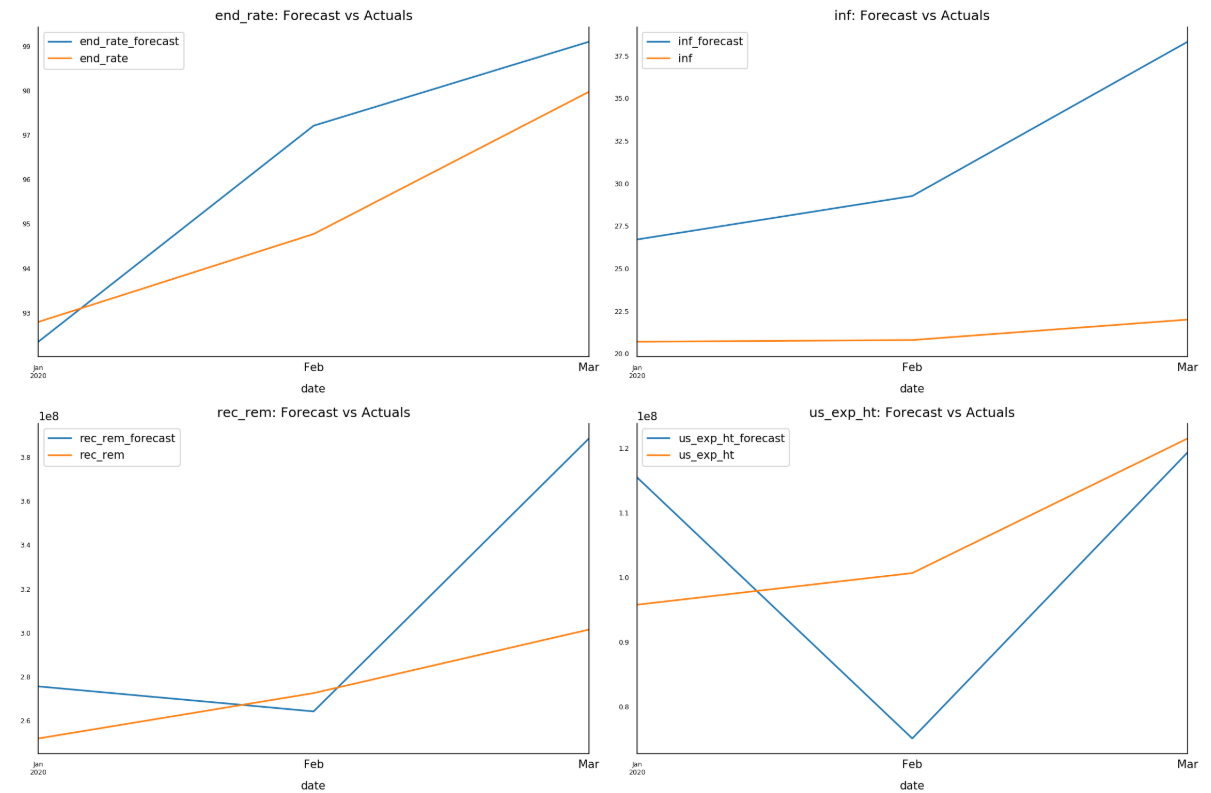 end_rate: Forecast vs Actuals
end_rate_forecast
end_rate
99
98
97
96
95
94
93
Jan
2020
Feb
Mar
date
inf: Forecast vs Actuals
inf_forecast
inf
37.5
35.0
32.5
30.0
27.5
25.0
22.5
20.0
Jan
2020
Feb
Mar
date
1e8
rec_rem: Forecast vs Actuals
rec_rem_forecast
rec_rem
3.8
3.6
3.4
3.2
3.0
2.8
2.6
Jan
2020
Feb
Mar
date
1e8
us_exp_ht: Forecast vs Actuals
us_exp_ht_forecast
us_exp_ht
1.2
1.1
1.0
0.9
0.8
Jan
2020
Feb
Mar
date